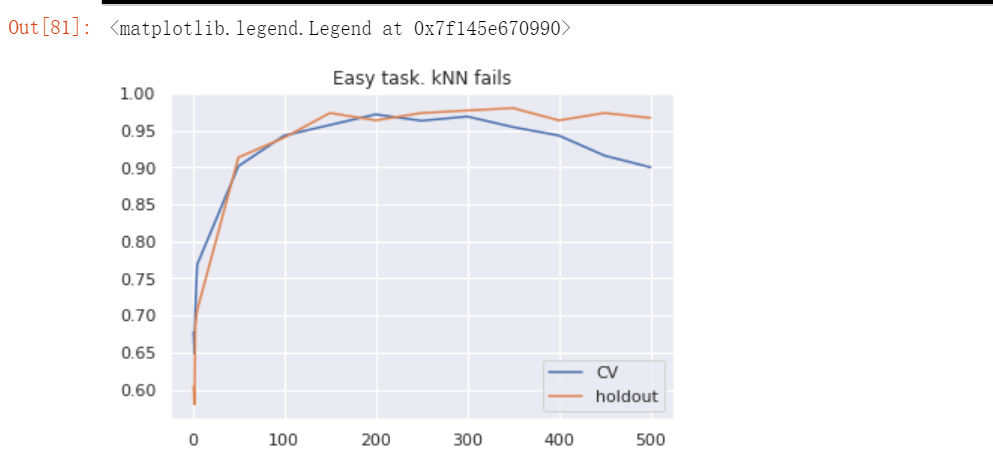 Out[81]: <matplotlib.legend.Legend at 0x7f145e670990>
Easy task. kNN fails
1.00
0.95
0.90
0.85
0.80
0.75
0.70
0.65
0.60
CV
holdout
0 100 200 300 400 500